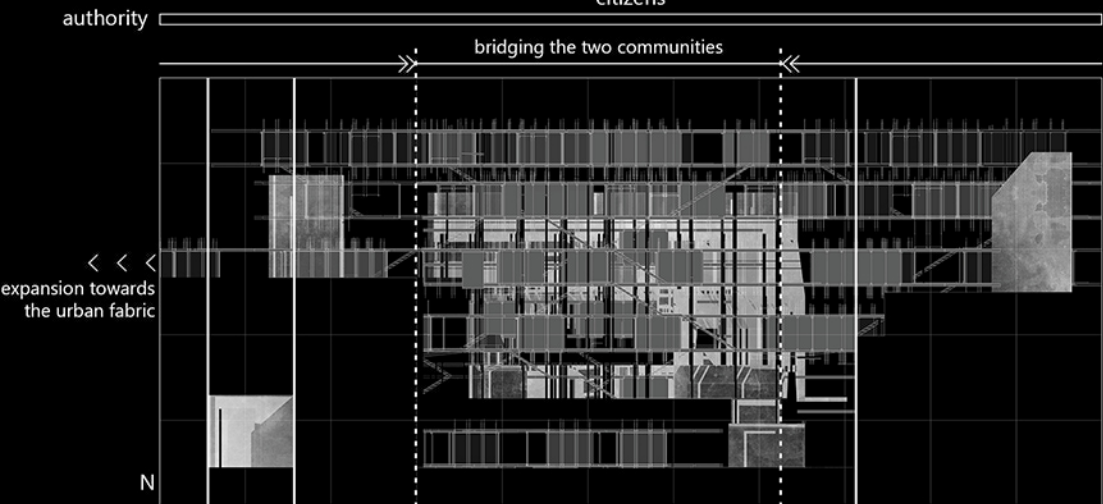 citizens
authority
bridging the two communities
expansion towards
the urban fabric
N